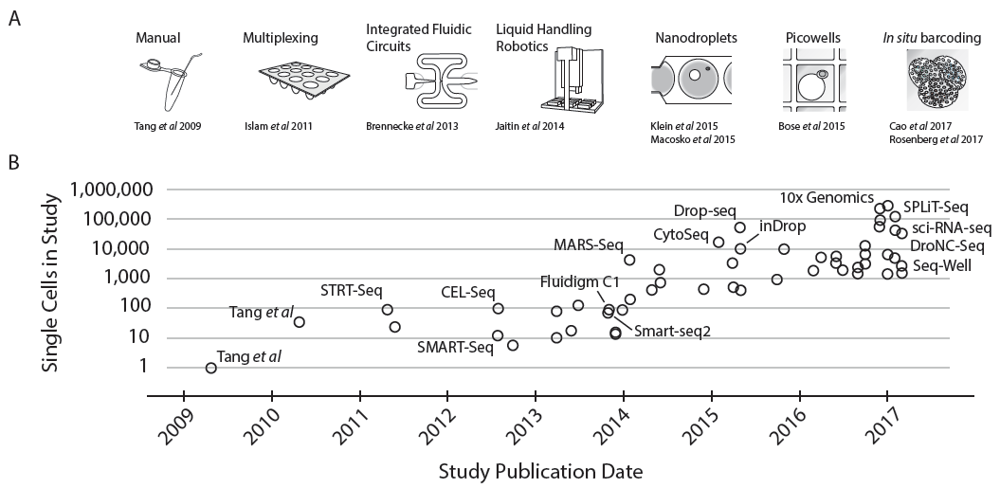 A
Manual
Multiplexing
Integrated Fluidic
Circuits
Liquid Handling
Robotics
Nanodroplets
Picowells
In situ barcoding
Tang et al 2009
Islam et al 2011
Brennecke et al 2013
Jaitin et al 2014
Klein et al 2015
Macosko et al 2015
Bose et al 2015
Cao et al 2017
Rosenberg et al 2017
B
Single Cells in Study
1,000,000
100,000
10,000
1,000
100
10
1
Tang et al
Tang et al
STRT-Seq
CEL-Seq
SMART-Seq
Fluidigm C1
Smart-seq2
MARS-Seq
CytoSeq
Drop-seq
inDrop
10x Genomics
SPLiT-Seq
sci-RNA-seq
DroNC-Seq
Seq-Well
2009
2010
2011
2012
2013
2014
2015
2016
2017
Study Publication Date